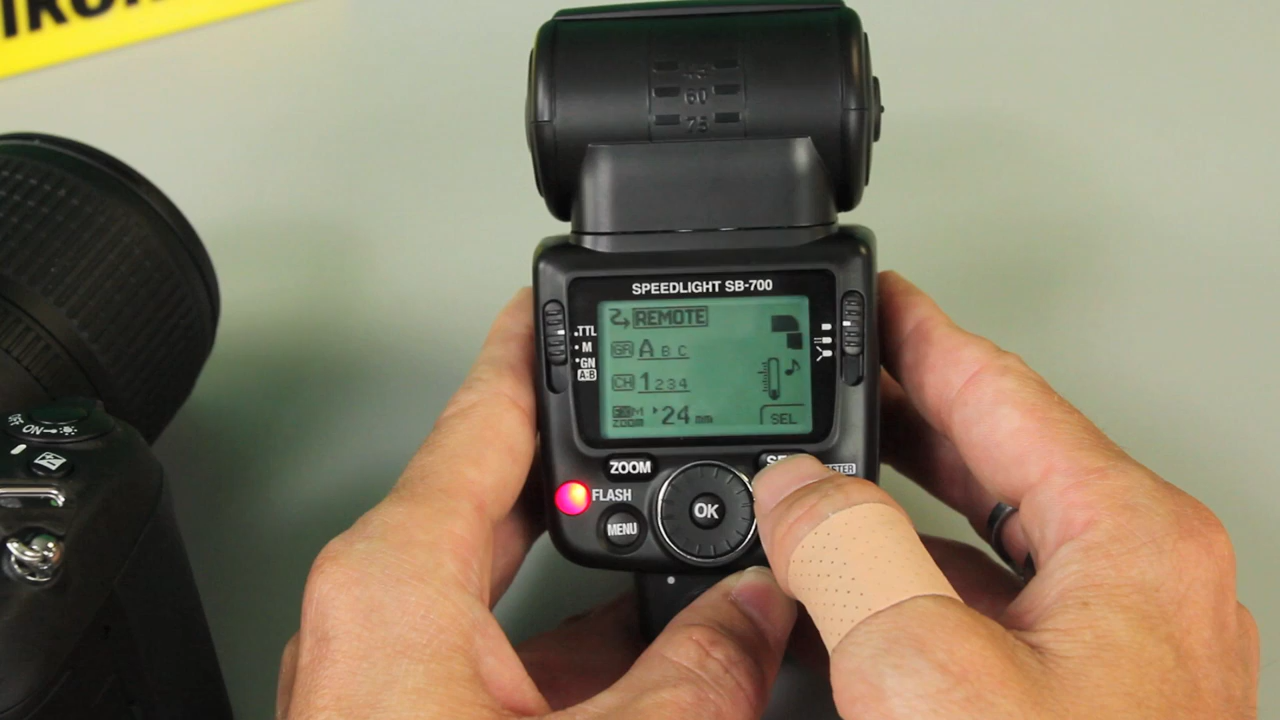 60
75
SPEEDLIGHT SB-700
REMOTE
TTL
M
GN
A:B
GR A B C
CH 1 2 3 4
ZOOM 24 mm
SEL
ZOOM
FLASH
OK
MENU
NO